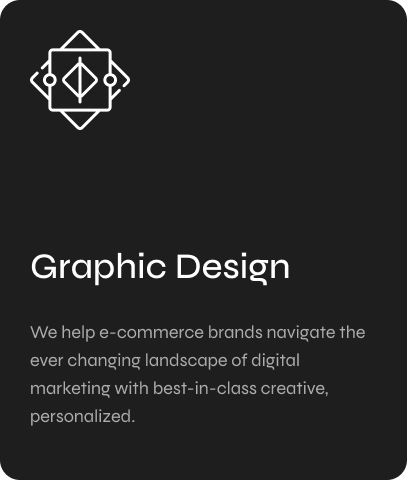 Graphic Design
We help e-commerce brands navigate the
ever changing landscape of digital
marketing with best-in-class creative,
personalized.